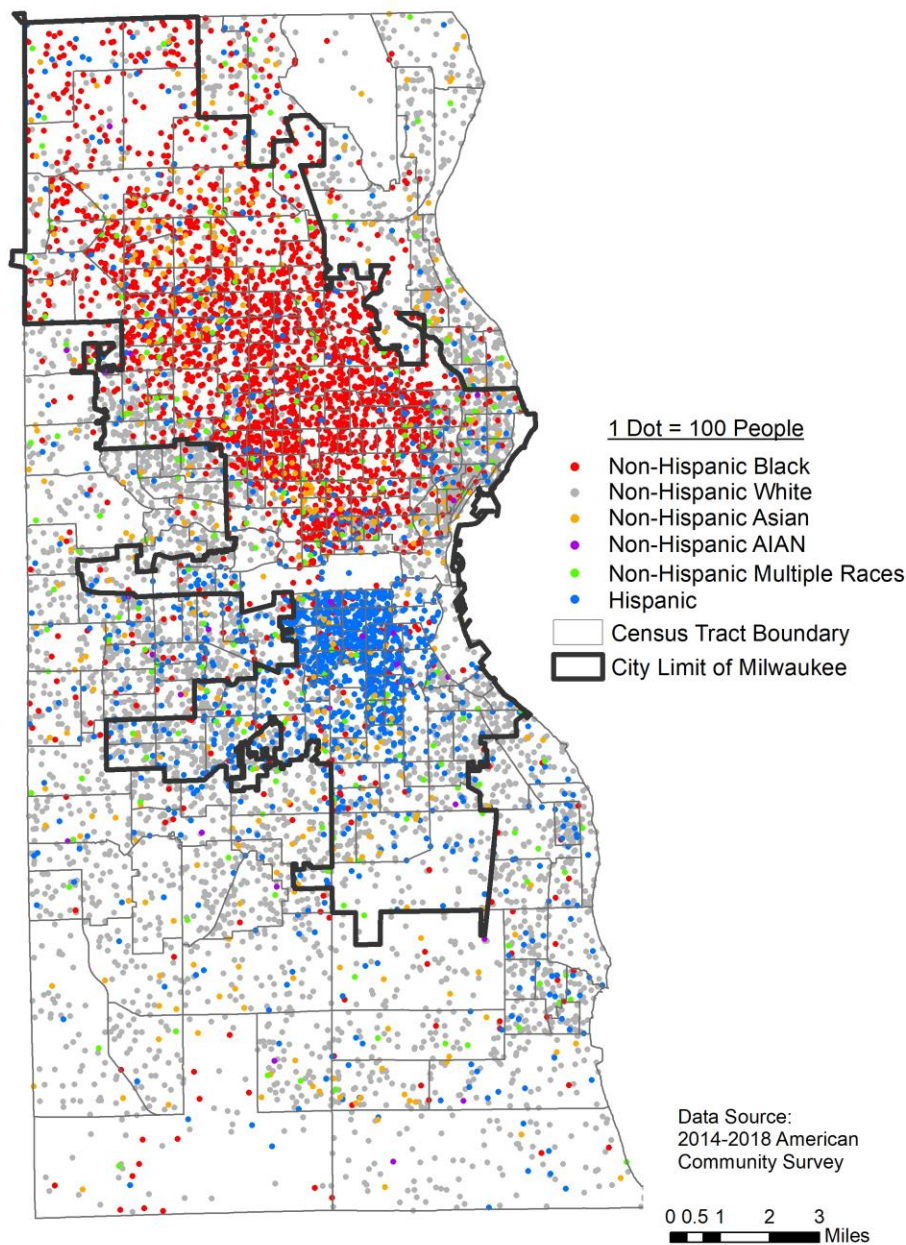 1 Dot = 100 People
Non-Hispanic Black
Non-Hispanic White
Non-Hispanic Asian
Non-Hispanic AIAN
Non-Hispanic Multiple Races
Hispanic
Census Tract Boundary
City Limit of Milwaukee
Data Source:
2014-2018 American
Community Survey
0 0.5 1 2 3
Miles